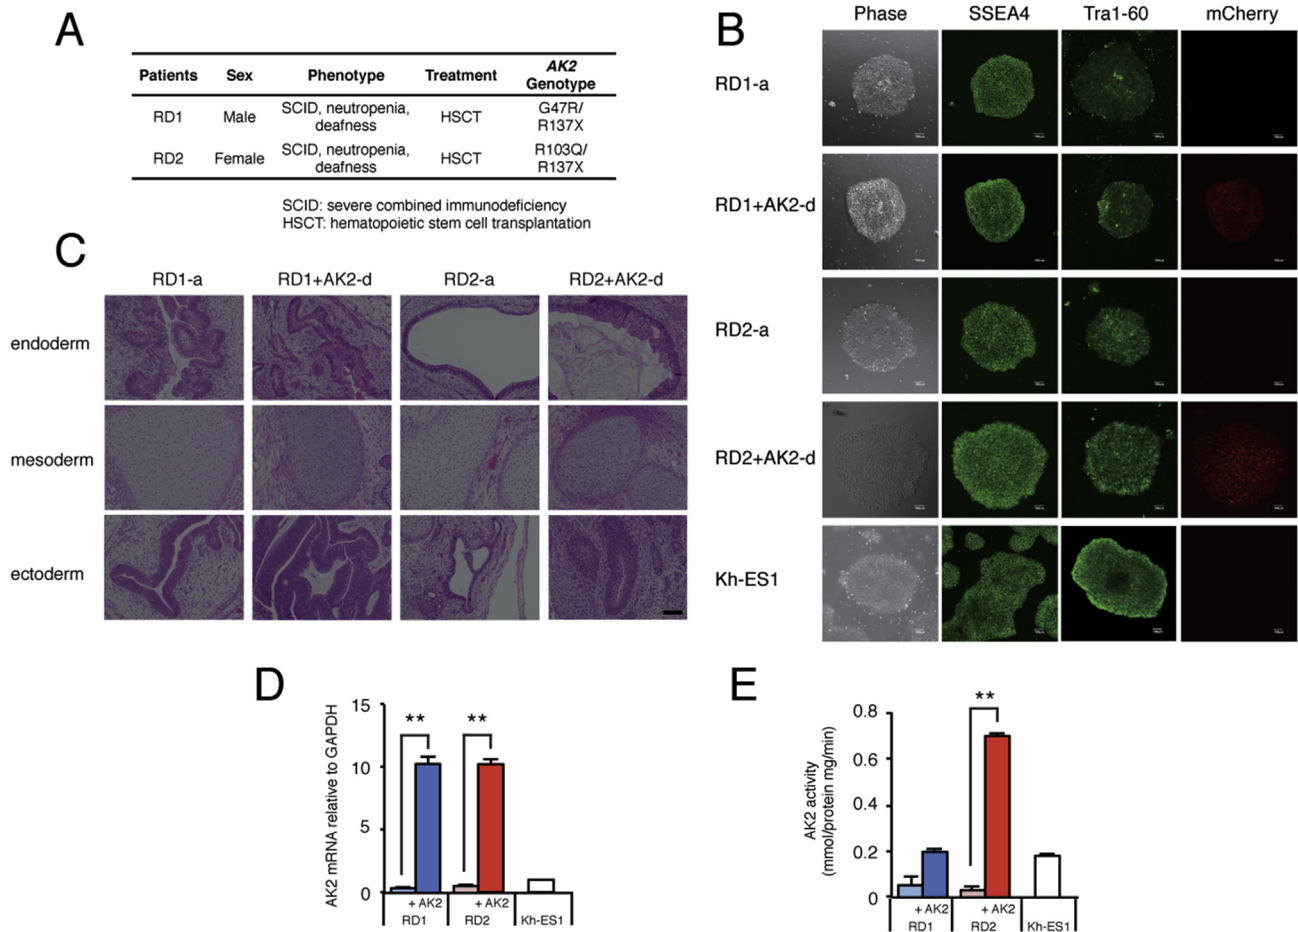 A
Patients Sex Phenotype Treatment AK2 Genotype
RD1 Male SCID, neutropenia, deafness HSCT G47R/ R137X
RD2 Female SCID, neutropenia, deafness HSCT R103Q/ R137X
SCID: severe combined immunodeficiency
HSCT: hematopoietic stem cell transplantation
B
Phase SSEA4 Tra1-60 mCherry
RD1-a
RD1+AK2-d
RD2-a
RD2+AK2-d
Kh-ES1
C
RD1-a RD1+AK2-d RD2-a RD2+AK2-d
endoderm
mesoderm
ectoderm
D
AK2 mRNA relative to GAPDH
15
10
5
0
** **
+ AK2 + AK2
RD1 RD2 Kh-ES1
E
AK2 activity
(mmol/protein mg/min)
0.8
0.6
0.4
0.2
0
**
+ AK2 + AK2
RD1 RD2 Kh-ES1